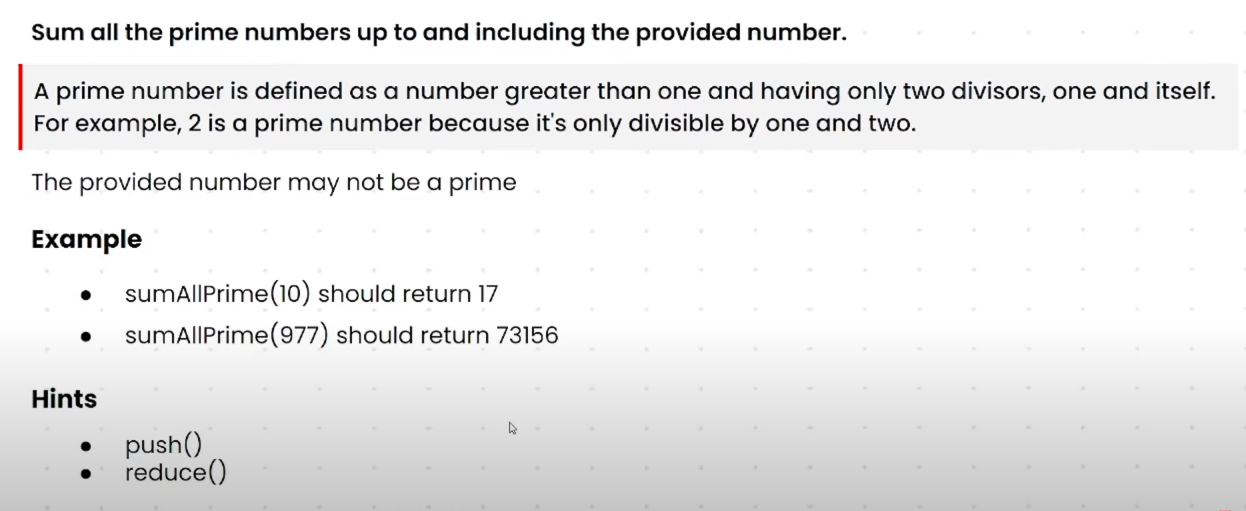 Sum all the prime numbers up to and including the provided number.
A prime number is defined as a number greater than one and having only two divisors, one and itself.
For example, 2 is a prime number because it's only divisible by one and two.
The provided number may not be a prime
Example
● sumAllPrime(10) should return 17
● sumAllPrime(977) should return 73156
Hints
● push()
● reduce()